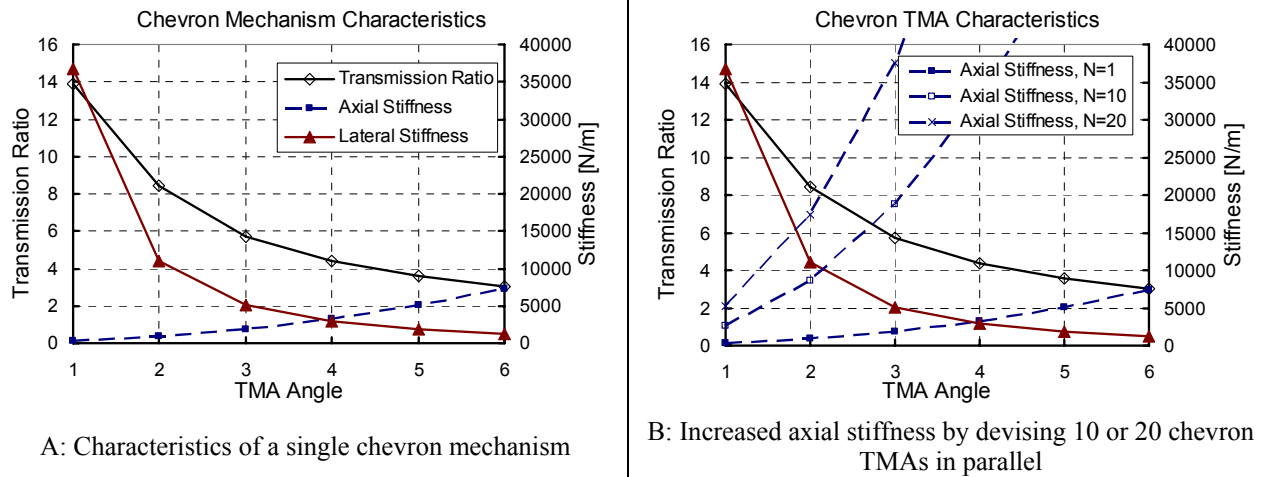 Chevron Mechanism Characteristics
16
14
12
10
8
6
4
2
0
Transmission Ratio
40000
35000
30000
25000
20000
15000
10000
5000
0
Stiffness [N/m]
Transmission Ratio
Axial Stiffness
Lateral Stiffness
1 2 3 4 5 6
TMA Angle
A: Characteristics of a single chevron mechanism
Chevron TMA Characteristics
16
14
12
10
8
6
4
2
0
Transmission Ratio
40000
35000
30000
25000
20000
15000
10000
5000
0
Stiffness [N/m]
Axial Stiffness, N=1
Axial Stiffness, N=10
Axial Stiffness, N=20
1 2 3 4 5 6
TMA Angle
B: Increased axial stiffness by devising 10 or 20 chevron
TMAs in parallel